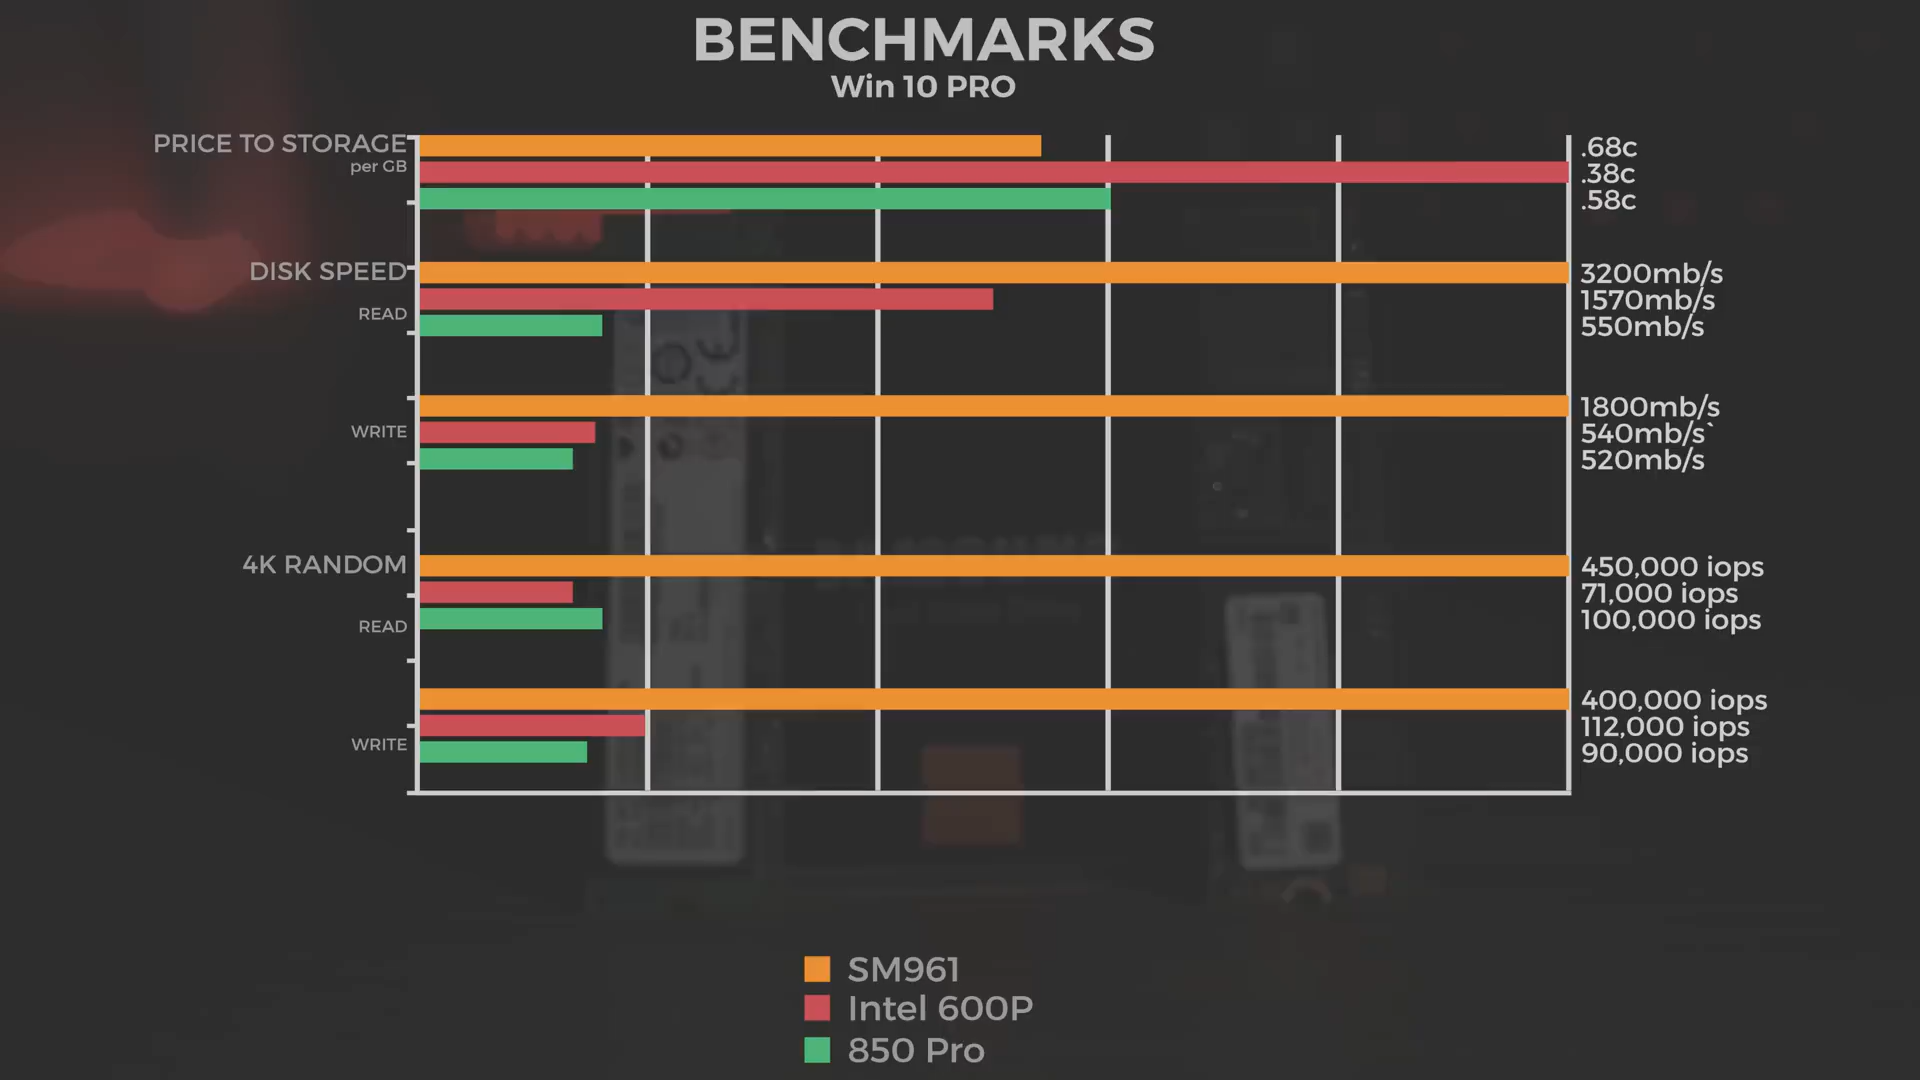 BENCHMARKS
Win 10 PRO
PRICE TO STORAGE
per GB
.68c
.38c
.58c
DISK SPEED
READ
3200mb/s
1570mb/s
550mb/s
WRITE
1800mb/s
540mb/s`
520mb/s
4K RANDOM
READ
450,000 iops
71,000 iops
100,000 iops
WRITE
400,000 iops
112,000 iops
90,000 iops
SM961
Intel 600P
850 Pro